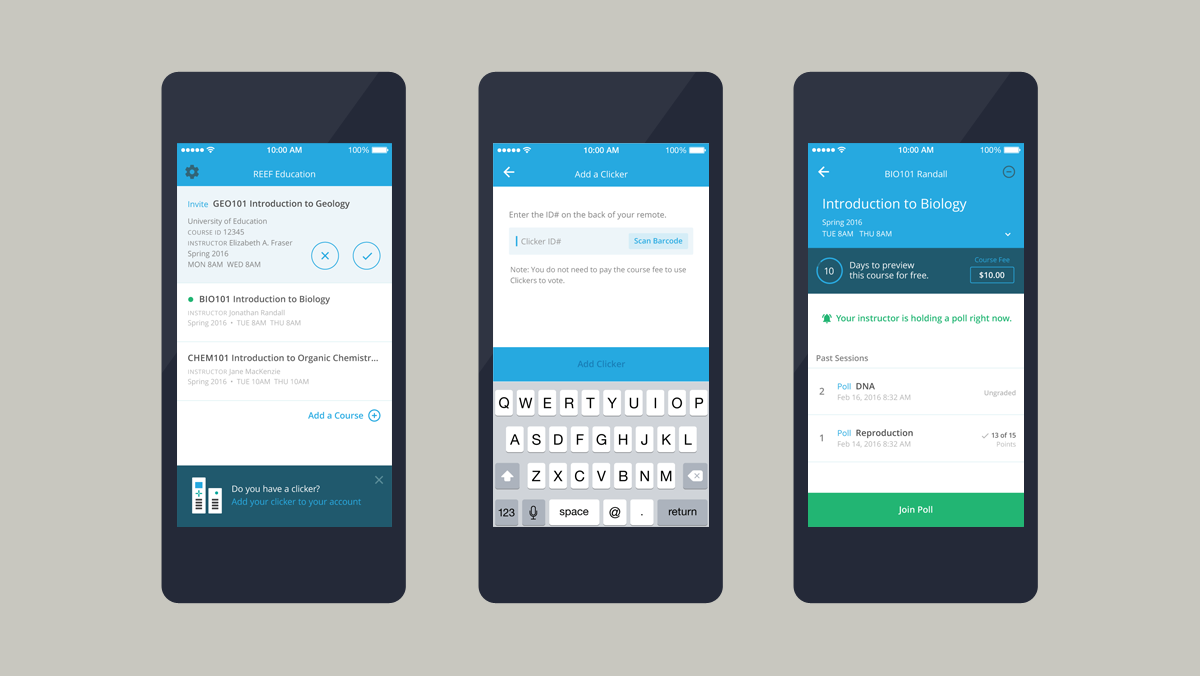 10:00 AM 100%
REEF Education
Invite GEO101 Introduction to Geology
University of Education
COURSE ID 12345
INSTRUCTOR Elizabeth A. Fraser
Spring 2016
MON 8AM WED 8AM
BIO101 Introduction to Biology
INSTRUCTOR Jonathan Randall
Spring 2016 • TUE 8AM THU 8AM
CHEM101 Introduction to Organic Chemistr...
INSTRUCTOR Jane MacKenzie
Spring 2016 • TUE 10AM THU 10AM
Add a Course
Do you have a clicker?
Add your clicker to your account
10:00 AM 100%
Add a Clicker
Enter the ID# on the back of your remote.
Clicker ID# Scan Barcode
Note: You do not need to pay the course fee to use
Clickers to vote.
Add Clicker
Q W E R T Y U I O P
A S D F G H J K L
Z X C V B N M
123 space @ . return
10:00 AM 100%
BIO101 Randall
Introduction to Biology
Spring 2016
TUE 8AM THU 8AM
10 Days to preview
this course for free.
Course Fee
$10.00
Your instructor is holding a poll right now.
Past Sessions
2 Poll DNA
Feb 16, 2016 8:32 AM
Ungraded
1 Poll Reproduction
Feb 14, 2016 8:32 AM
13 of 15
Points
Join Poll